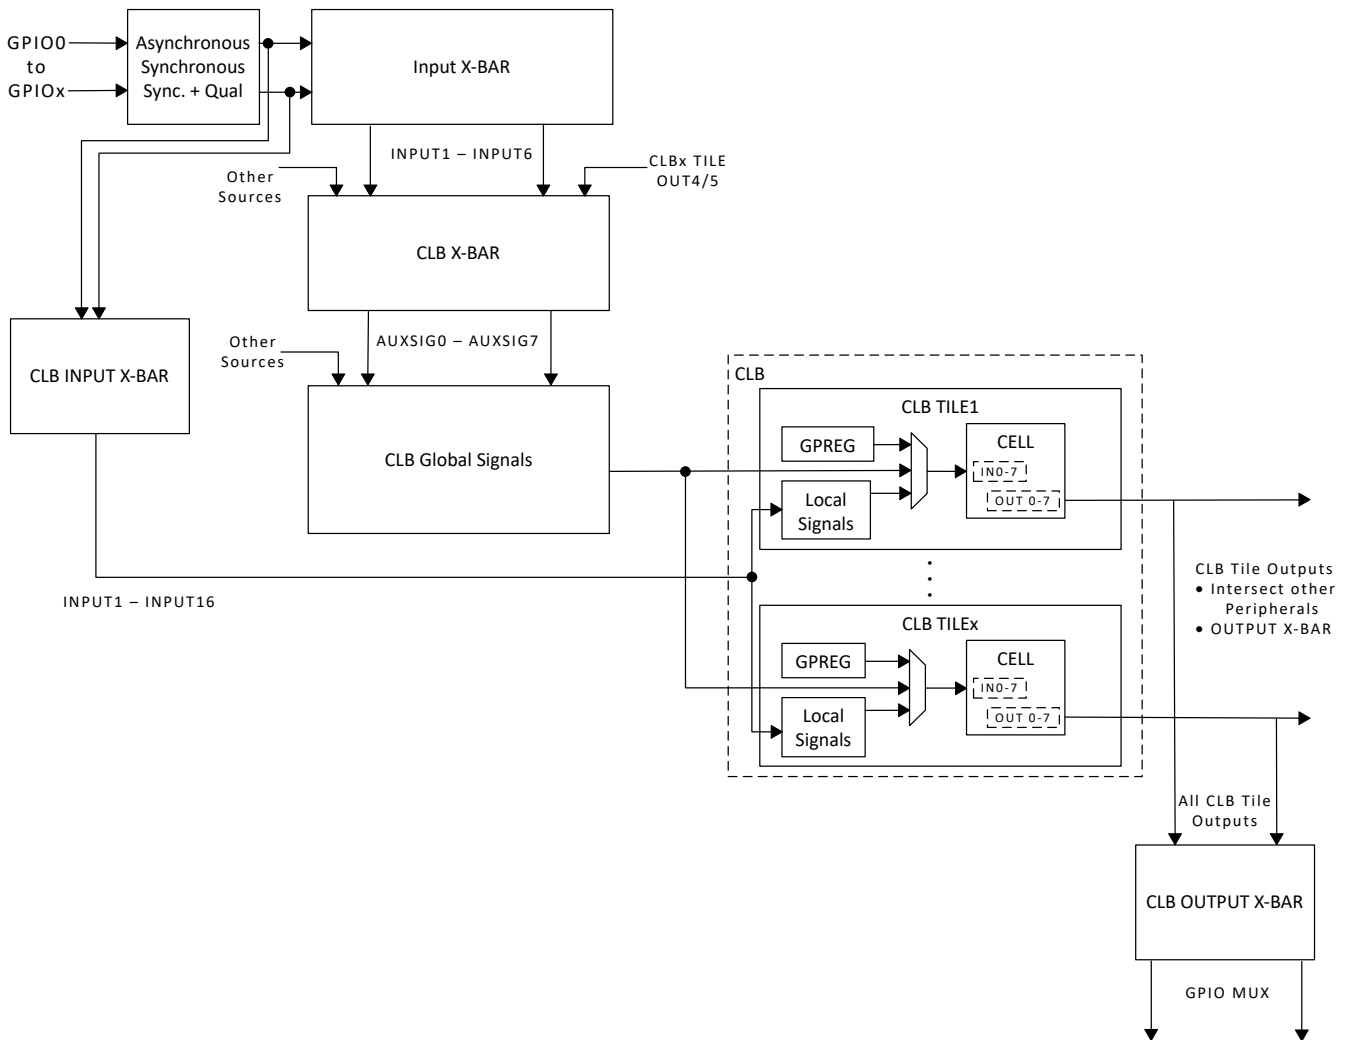 GPIO0
to
GPIOx
Asynchronous
Synchronous
Sync. + Qual
Input X-BAR
INPUT1 – INPUT6
Other
Sources
CLBx TILE
OUT4/5
CLB X-BAR
AUXSIG0 – AUXSIG7
Other
Sources
CLB INPUT X-BAR
CLB Global Signals
INPUT1 – INPUT16
CLB
CLB TILE1
GPREG
Local
Signals
CELL
IN0-7
OUT 0-7
CLB TILEx
GPREG
Local
Signals
CELL
IN0-7
OUT 0-7
CLB Tile Outputs
• Intersect other
Peripherals
• OUTPUT X-BAR
All CLB Tile
Outputs
CLB OUTPUT X-BAR
GPIO MUX